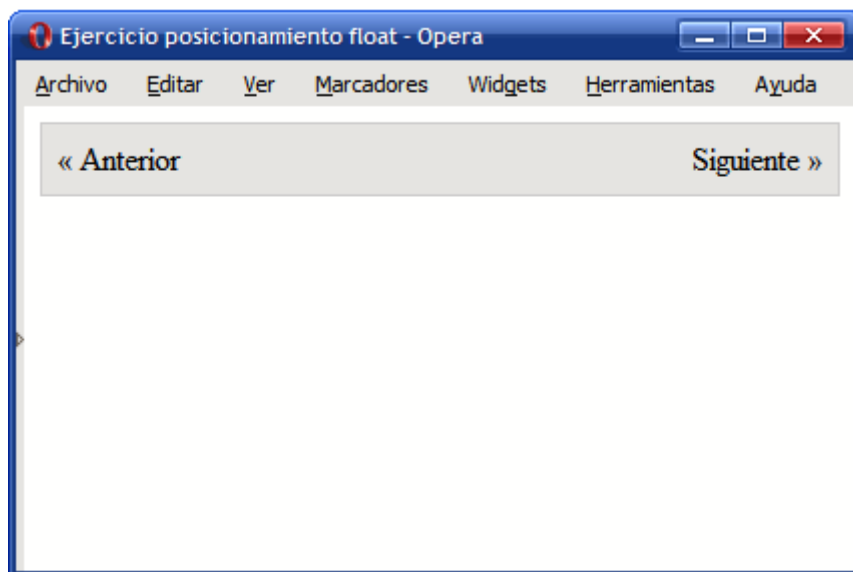 Ejercicio posicionamiento float - Opera
Archivo Editar Ver Marcadores Widgets Herramientas Ayuda
« Anterior Siguiente »